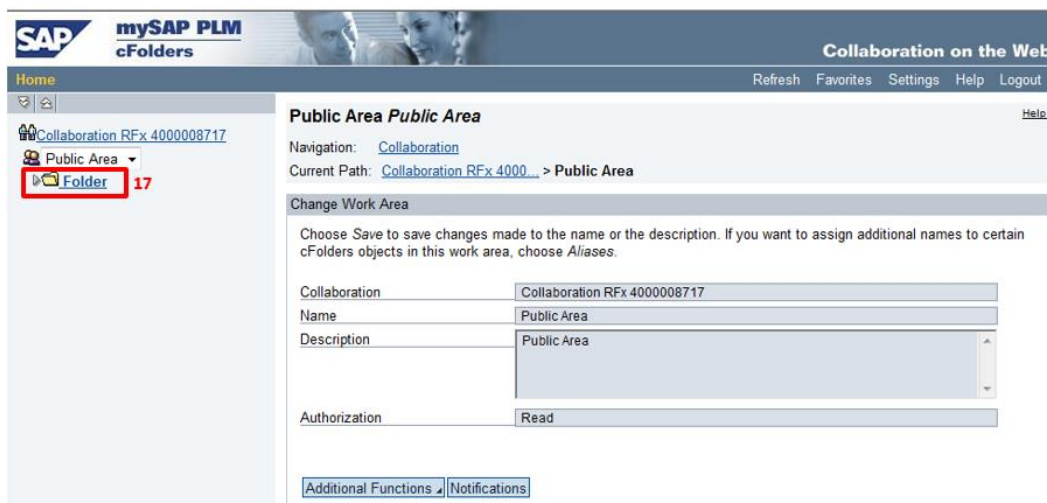 SAP
mySAP PLM
cFolders
Collaboration on the Web
Home
Refresh Favorites Settings Help Logout
Collaboration RFx 4000008717
Public Area
Folder 17
Public Area Public Area
Help
Navigation: Collaboration
Current Path: Collaboration RFx 4000... > Public Area
Change Work Area
Choose Save to save changes made to the name or the description. If you want to assign additional names to certain
cFolders objects in this work area, choose Aliases.
Collaboration Collaboration RFx 4000008717
Name Public Area
Description Public Area
Authorization Read
Additional Functions Notifications